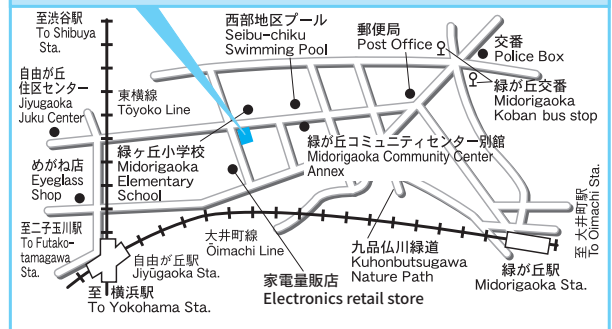 至渋谷駅
To Shibuya
Sta.
自由が丘
住区センター
Jiyugaoka
Juku Center
東横線
Tōyoko Line
西部地区プール
Seibu-chiku
Swimming Pool
郵便局
Post Office
交番
Police Box
緑が丘交番
Midorigaoka
Koban bus stop
緑ヶ丘小学校
Midorigaoka
Elementary
School
緑が丘コミュニティセンター別館
Midorigaoka Community Center
Annex
めがね店
Eyeglass
Shop
至二子玉川駅
To Futako-
tamagawa
Sta.
自由が丘駅
Jiyūgaoka Sta.
大井町線
Ōimachi Line
九品仏川緑道
Kuhonbutsugawa
Nature Path
至 大井町駅
To Oimachi Sta.
緑が丘駅
Midorigaoka Sta.
家電量販店
Electronics retail store
至 横浜駅
To Yokohama Sta.